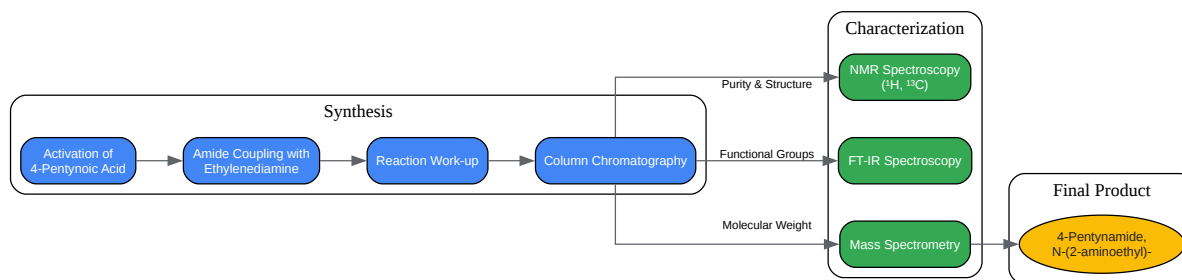 Synthesis
Activation of
4-Pentynoic Acid
Amide Coupling with
Ethylenediamine
Reaction Work-up
Column Chromatography
Purity & Structure
Functional Groups
Molecular Weight
Characterization
NMR Spectroscopy
(¹H, ¹³C)
FT-IR Spectroscopy
Mass Spectrometry
Final Product
4-Pentynamide,
N-(2-aminoethyl)-